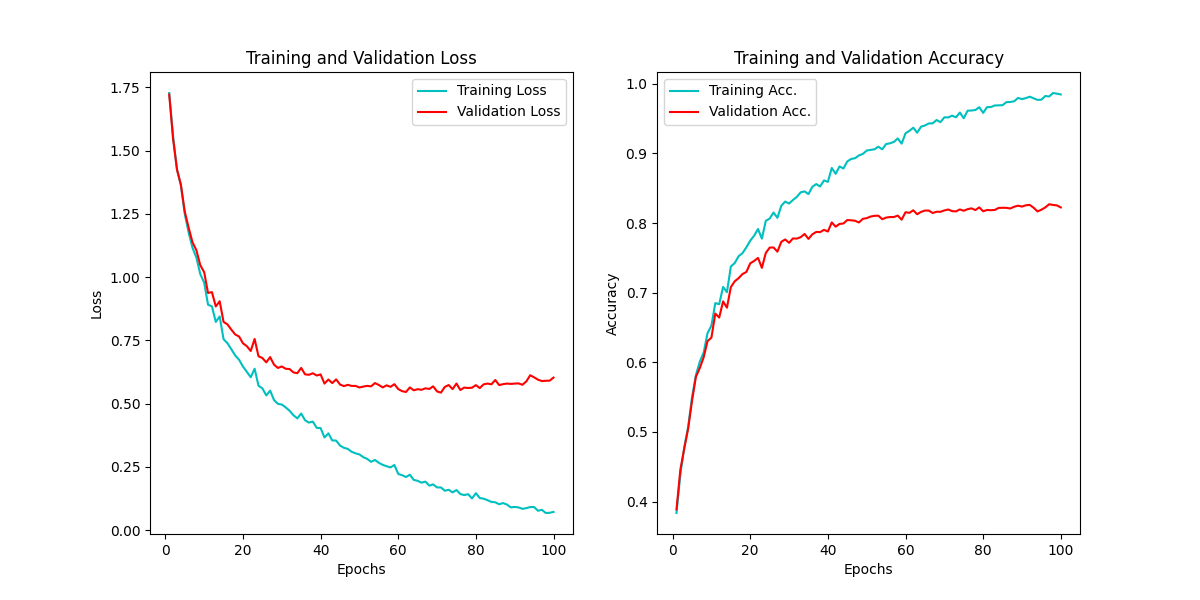 Training and Validation Loss
Training Loss
Validation Loss
Loss
1.75
1.50
1.25
1.00
0.75
0.50
0.25
0.00
0 20 40 60 80 100
Epochs
Training and Validation Accuracy
Training Acc.
Validation Acc.
Accuracy
1.0
0.9
0.8
0.7
0.6
0.5
0.4
0 20 40 60 80 100
Epochs